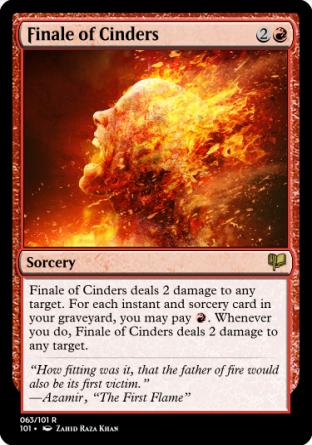 Finale of Cinders 2
Sorcery
Finale of Cinders deals 2 damage to any
target. For each instant and sorcery card in
your graveyard, you may pay . Whenever
you do, Finale of Cinders deals 2 damage to
any target.
“How fitting was it, that the father of fire would
also be its first victim.”
—Azamir, “The First Flame”
063/101 R
101 • Zahid Raza Khan